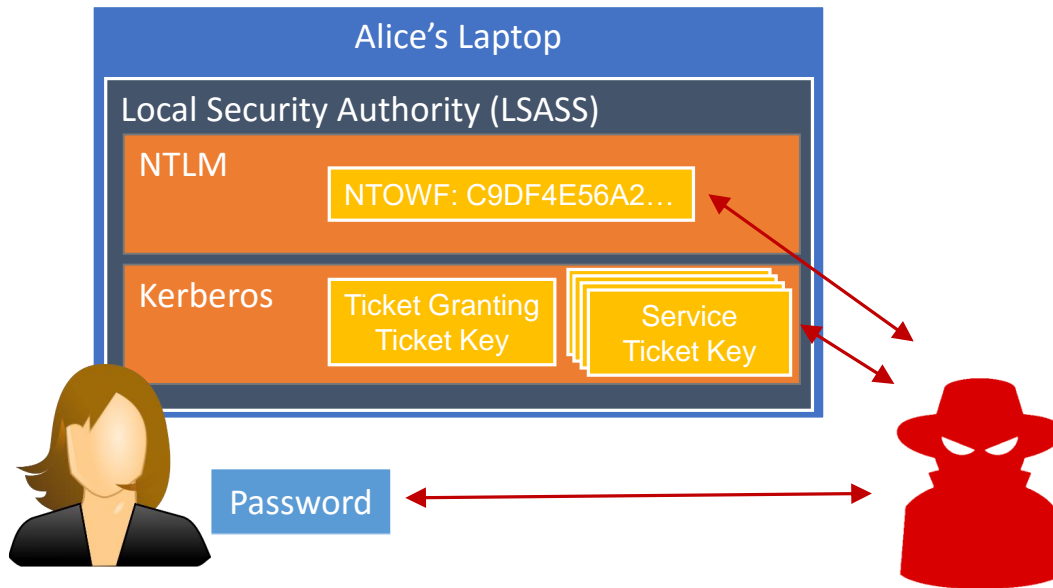 Alice’s Laptop
Local Security Authority (LSASS)
NTLM
NTOWF: C9DF4E56A2…
Kerberos
Ticket Granting
Ticket Key
Service
Ticket Key
Password